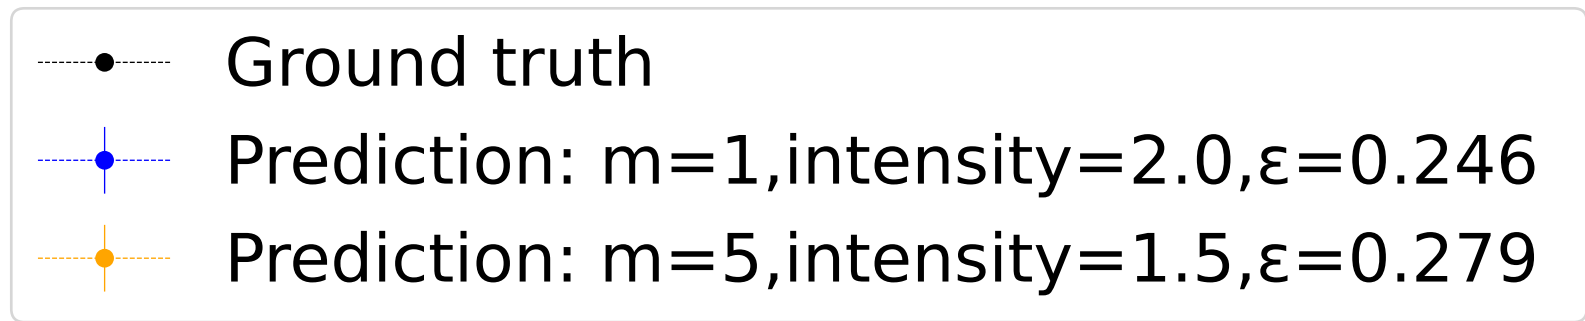 Ground truth
Prediction: m=1,intensity=2.0,ε=0.246
Prediction: m=5,intensity=1.5,ε=0.279